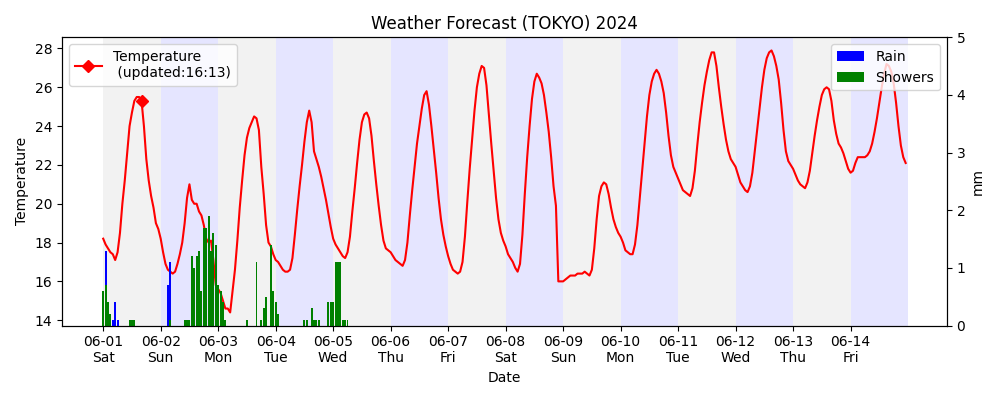 Weather Forecast (TOKYO) 2024
Temperature
(updated:16:13)
Rain
Showers
Temperature
28
26
24
22
20
18
16
14
5
4
3
2
1
0
mm
06-01 06-02 06-03 06-04 06-05 06-06 06-07 06-08 06-09 06-10 06-11 06-12 06-13 06-14
Sat Sun Mon Tue Wed Thu Fri Sat Sun Mon Tue Wed Thu Fri
Date